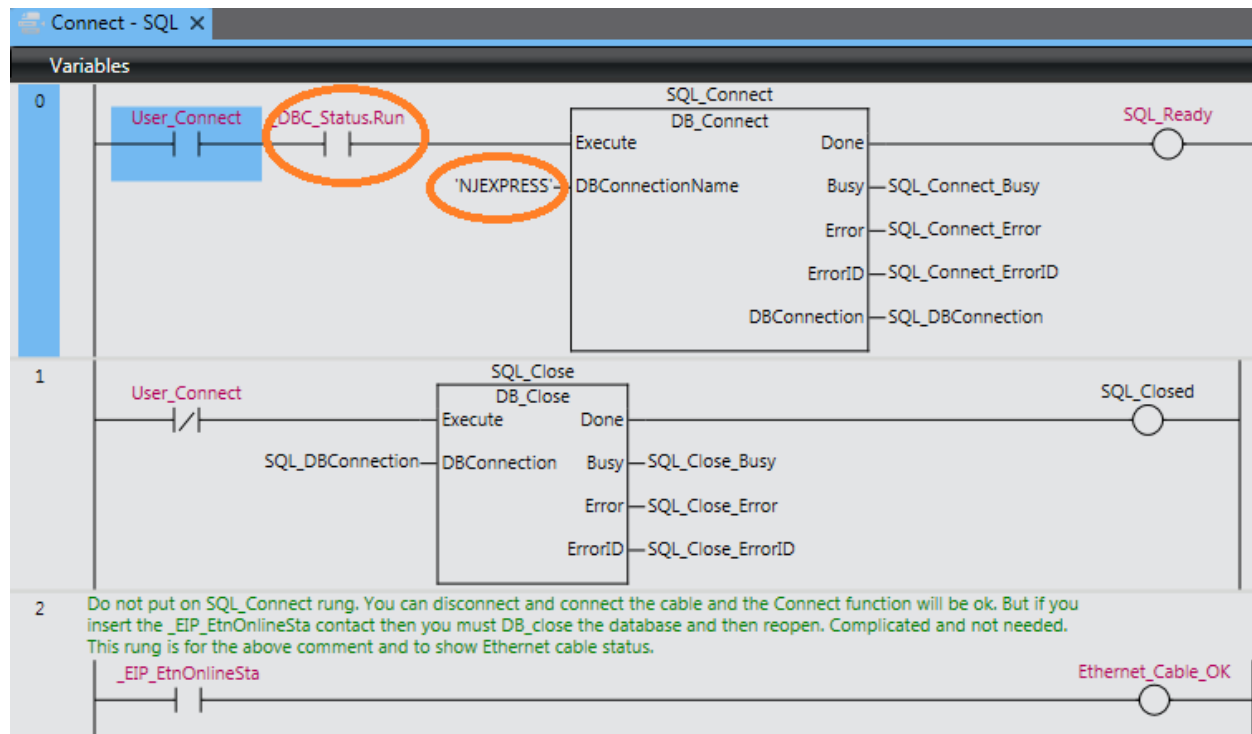 Connect - SQL X
Variables
0
User_Connect
_DBC_Status.Run
SQL_Connect
DB_Connect
SQL_Ready
Execute Done
'NJEXPRESS' DBConnectionName Busy SQL_Connect_Busy
Error SQL_Connect_Error
ErrorID SQL_Connect_ErrorID
DBConnection SQL_DBConnection
1
User_Connect
SQL_Close
DB_Close
SQL_Closed
Execute Done
SQL_DBConnection DBConnection Busy SQL_Close_Busy
Error SQL_Close_Error
ErrorID SQL_Close_ErrorID
2
Do not put on SQL_Connect rung. You can disconnect and connect the cable and the Connect function will be ok. But if you
insert the _EIP_EtnOnlineSta contact then you must DB_close the database and then reopen. Complicated and not needed.
This rung is for the above comment and to show Ethernet cable status.
_EIP_EtnOnlineSta
Ethernet_Cable_OK